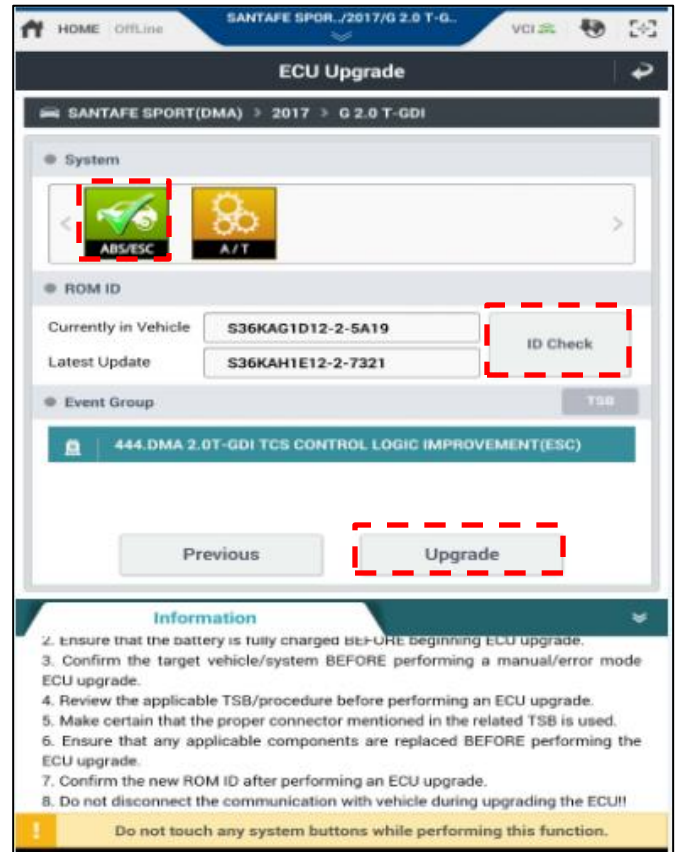 HOME OffLine
SANTAFE SPOR../2017/G 2.0 T-G..
VCI
ECU Upgrade
SANTAFE SPORT(DMA) > 2017 > G 2.0 T-GDI
System
< >
ABS/ESC A/T
ROM ID
Currently in Vehicle S36KAG1D12-2-5A19
ID Check
Latest Update S36KAH1E12-2-7321
Event Group TSB
444.DMA 2.0T-GDI TCS CONTROL LOGIC IMPROVEMENT(ESC)
Previous Upgrade
Information
2. Ensure that the battery is fully charged BEFORE beginning ECU upgrade.
3. Confirm the target vehicle/system BEFORE performing a manual/error mode
ECU upgrade.
4. Review the applicable TSB/procedure before performing an ECU upgrade.
5. Make certain that the proper connector mentioned in the related TSB is used.
6. Ensure that any applicable components are replaced BEFORE performing the
ECU upgrade.
7. Confirm the new ROM ID after performing an ECU upgrade.
8. Do not disconnect the communication with vehicle during upgrading the ECU!!
! Do not touch any system buttons while performing this function.